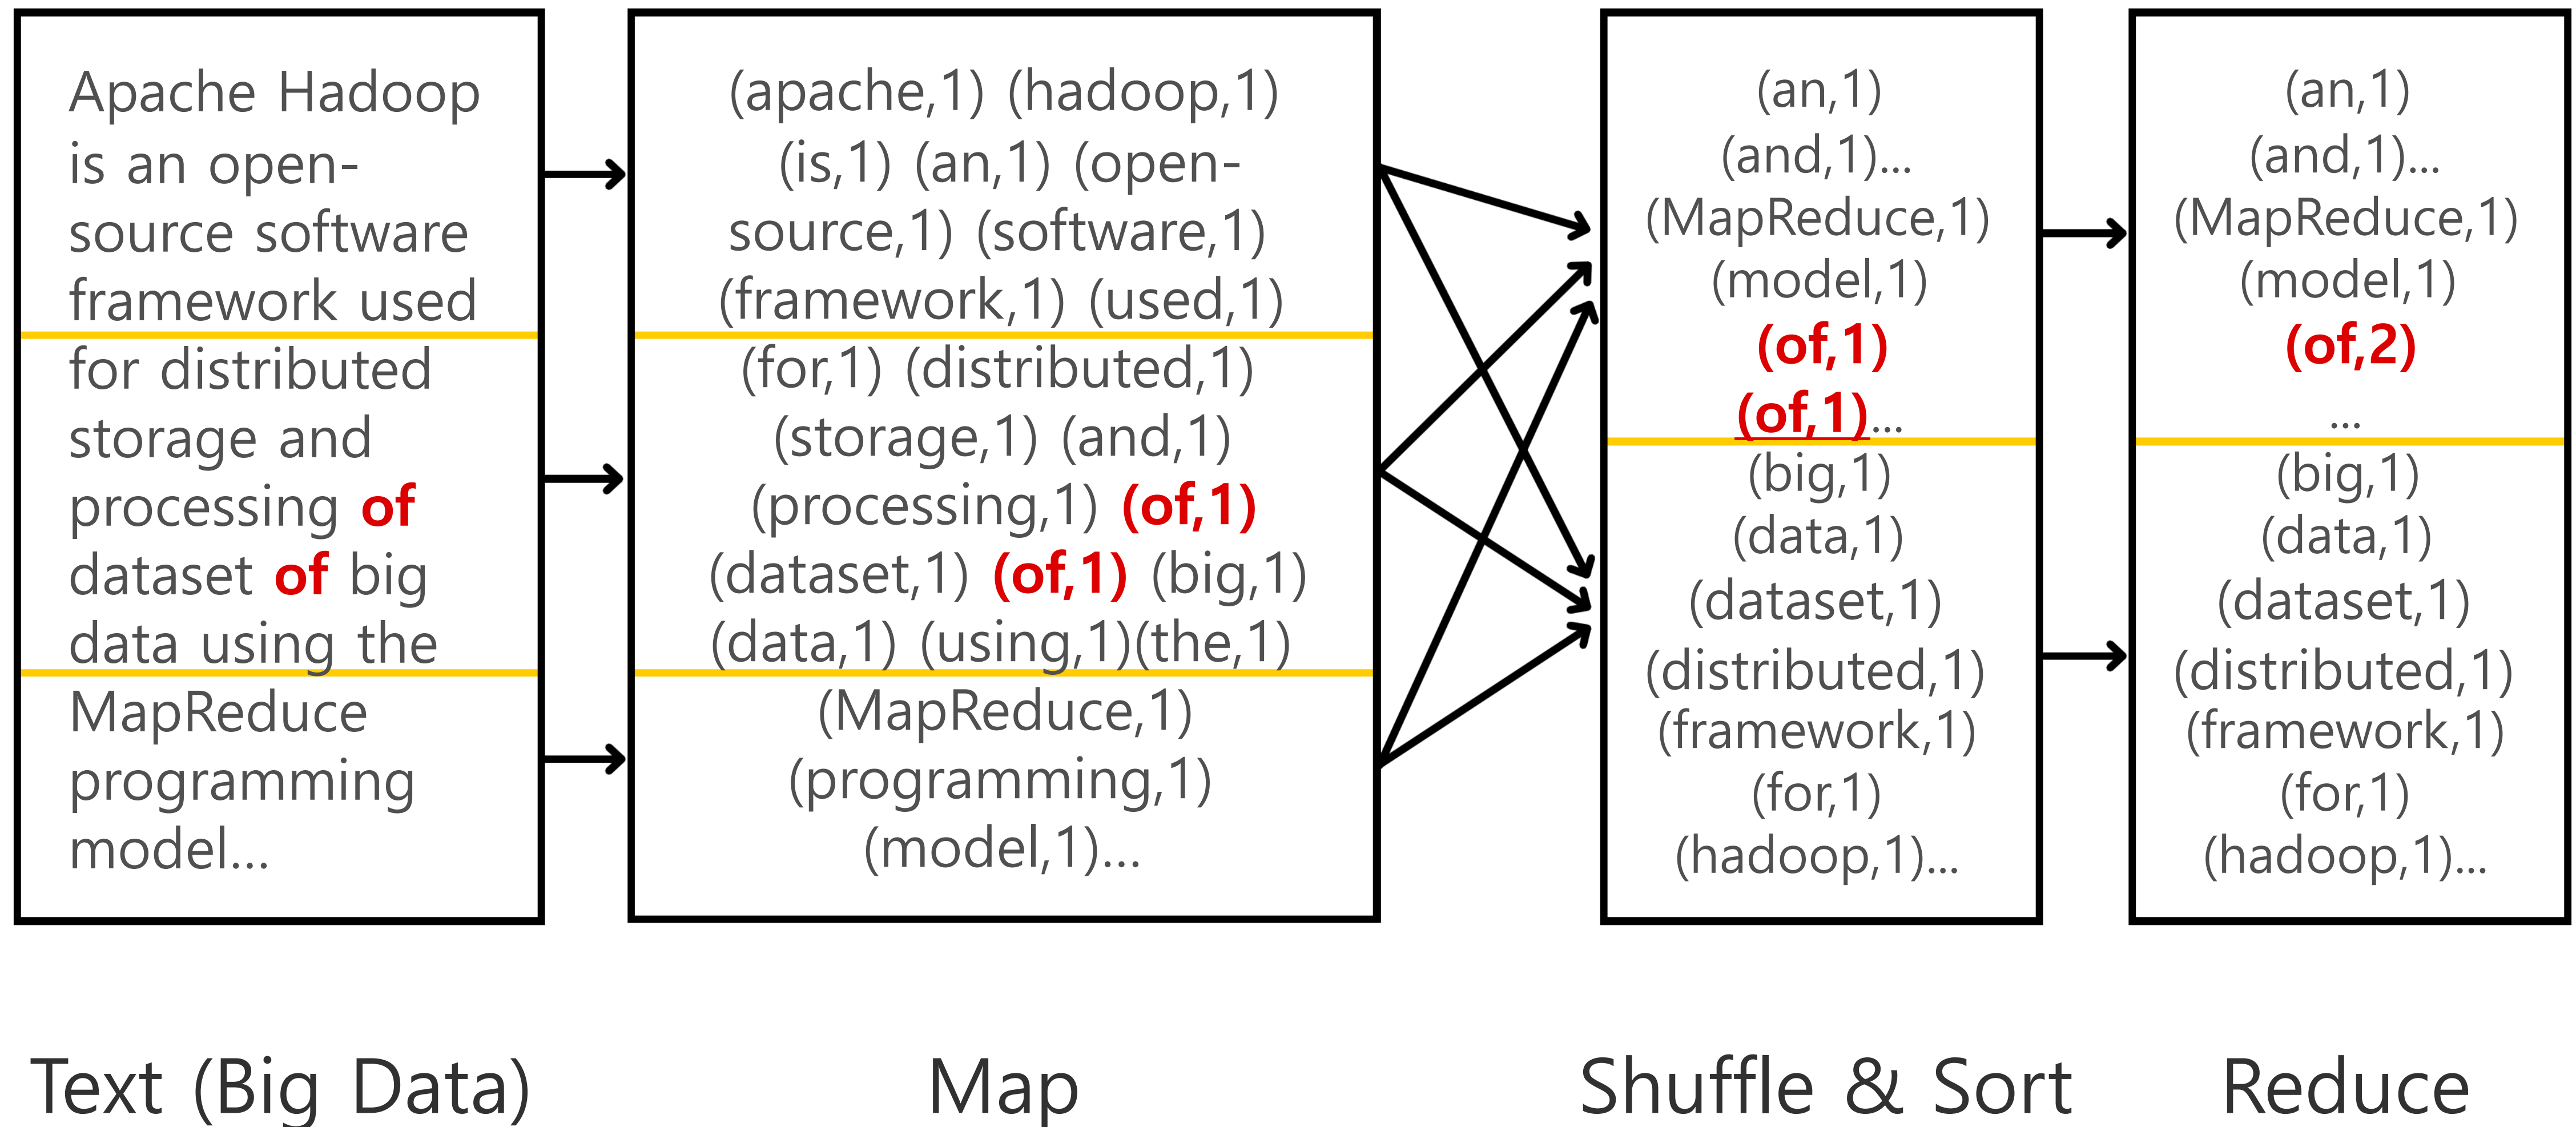 Apache Hadoop
is an open-
source software
framework used
for distributed
storage and
processing of
dataset of big
data using the
MapReduce
programming
model...
(apache,1) (hadoop,1)
(is,1) (an,1) (open-
source,1) (software,1)
(framework,1) (used,1)
(for,1) (distributed,1)
(storage,1) (and,1)
(processing,1) (of,1)
(dataset,1) (of,1) (big,1)
(data,1) (using,1)(the,1)
(MapReduce,1)
(programming,1)
(model,1)...
(an,1)
(and,1)...
(MapReduce,1)
(model,1)
(of,1)
(of,1)...
(big,1)
(data,1)
(dataset,1)
(distributed,1)
(framework,1)
(for,1)
(hadoop,1)...
(an,1)
(and,1)...
(MapReduce,1)
(model,1)
(of,2)
...
(big,1)
(data,1)
(dataset,1)
(distributed,1)
(framework,1)
(for,1)
(hadoop,1)...
Text (Big Data)
Map
Shuffle & Sort
Reduce